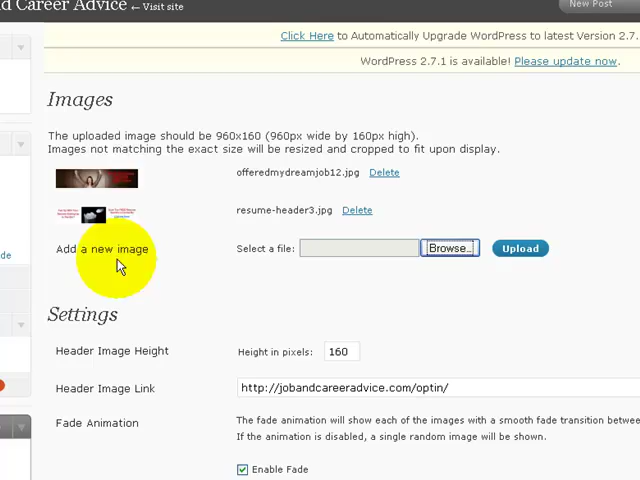 d Career Advice ← Visit site
New Post
Click Here to Automatically Upgrade WordPress to latest Version 2.7.
WordPress 2.7.1 is available! Please update now.
Images
The uploaded image should be 960x160 (960px wide by 160px high).
Images not matching the exact size will be resized and cropped to fit upon display.
offeredmydreamjob12.jpg Delete
resume-header3.jpg Delete
de
Add a new image Select a file: Browse... Upload
Settings
Header Image Height Height in pixels: 160
Header Image Link http://jobandcareeradvice.com/optin/
Fade Animation The fade animation will show each of the images with a smooth fade transition betwee
If the animation is disabled, a single random image will be shown.
Enable Fade